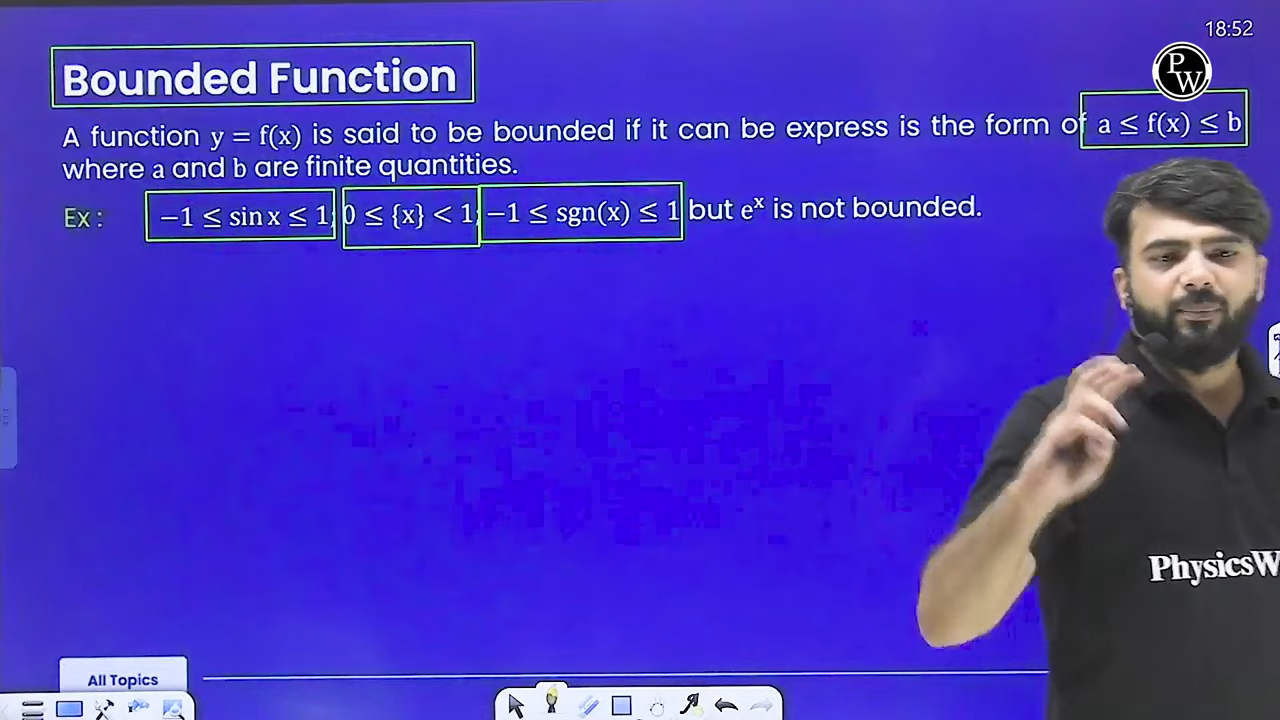 18:52
PW
Bounded Function
A function y = f(x) is said to be bounded if it can be express is the form of a ≤ f(x) ≤ b
where a and b are finite quantities.
Ex : −1 ≤ sin x ≤ 1; 0 ≤ {x} < 1; −1 ≤ sgn(x) ≤ 1 but eˣ is not bounded.
PhysicsW
All Topics